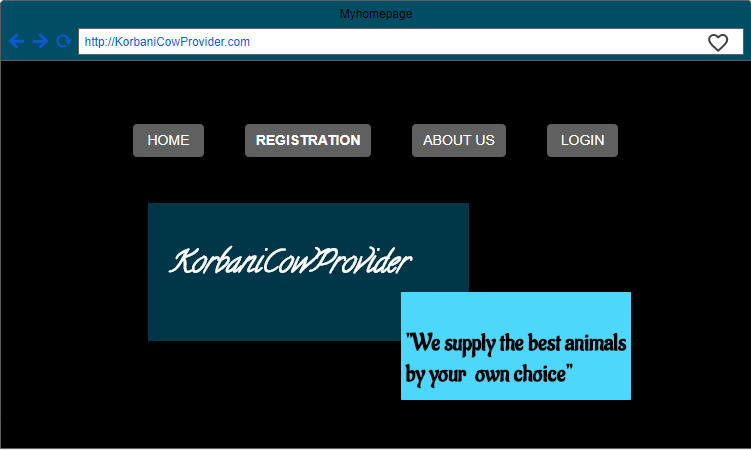 Myhomepage
http://KorbaniCowProvider.com
HOME REGISTRATION ABOUT US LOGIN
KorbaniCowProvider
"We supply the best animals
by your own choice"